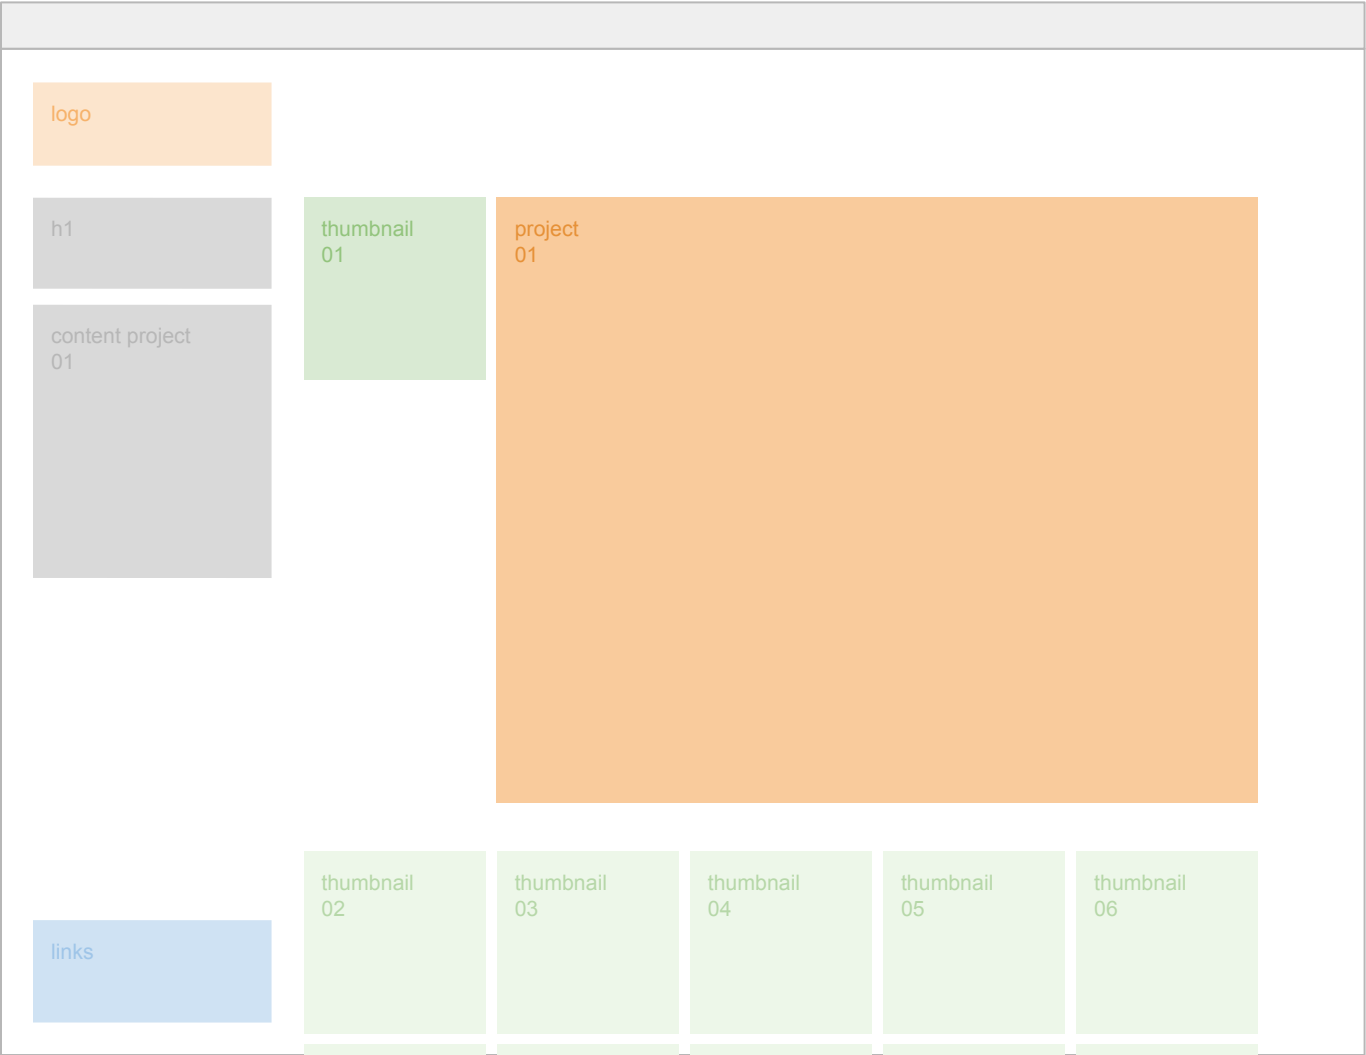 logo
h1
content project
01
thumbnail
01
project
01
thumbnail
02
thumbnail
03
thumbnail
04
thumbnail
05
thumbnail
06
links